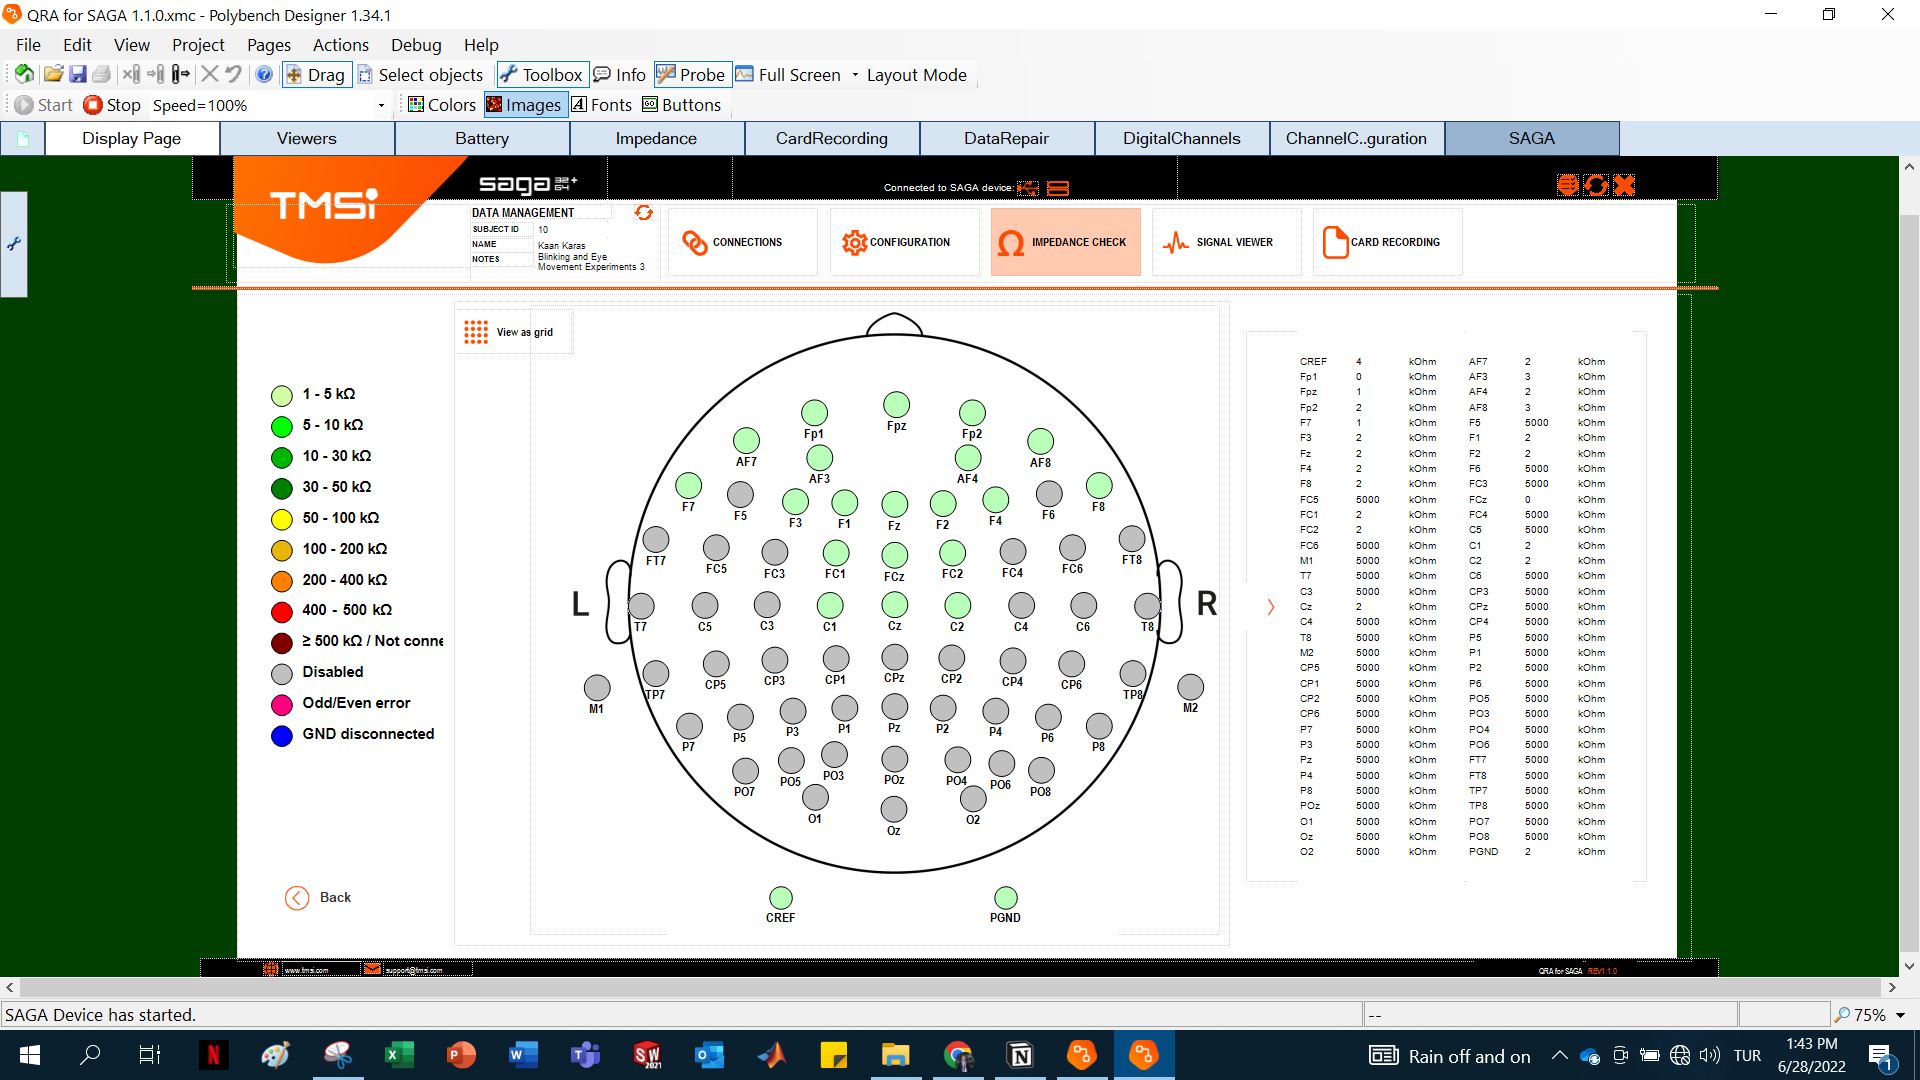 QRA for SAGA 1.1.0.xmc - Polybench Designer 1.34.1
File Edit View Project Pages Actions Debug Help
Drag Select objects Toolbox Info Probe Full Screen Layout Mode
Start Stop Speed=100% Colors Images Fonts Buttons
Display Page Viewers Battery Impedance CardRecording DataRepair DigitalChannels ChannelC..guration SAGA
TMSi saga 32+ 64+ Connected to SAGA device:
DATA MANAGEMENT
SUBJECT ID 10
NAME Kaan Karas
NOTES Blinking and Eye
Movement Experiments 3
CONNECTIONS CONFIGURATION IMPEDANCE CHECK SIGNAL VIEWER CARD RECORDING
View as grid
1 - 5 kΩ
5 - 10 kΩ
10 - 30 kΩ
30 - 50 kΩ
50 - 100 kΩ
100 - 200 kΩ
200 - 400 kΩ
400 - 500 kΩ
≥ 500 kΩ / Not conne
Disabled
Odd/Even error
GND disconnected
Back
Fp1 Fpz Fp2
AF7 AF3 AF4 AF8
F7 F5 F3 F1 Fz F2 F4 F6 F8
FT7 FC5 FC3 FC1 FCz FC2 FC4 FC6 FT8
L R
T7 C5 C3 C1 Cz C2 C4 C6 T8
M1 TP7 CP5 CP3 CP1 CPz CP2 CP4 CP6 TP8 M2
P7 P5 P3 P1 Pz P2 P4 P6 P8
PO7 PO5 PO3 POz PO4 PO6 PO8
O1 Oz O2
CREF PGND
CREF 4 kOhm AF7 2 kOhm
Fp1 0 kOhm AF3 3 kOhm
Fpz 1 kOhm AF4 2 kOhm
Fp2 2 kOhm AF8 3 kOhm
F7 1 kOhm F5 5000 kOhm
F3 2 kOhm F1 2 kOhm
Fz 2 kOhm F2 2 kOhm
F4 2 kOhm F6 5000 kOhm
F8 2 kOhm FC3 5000 kOhm
FC5 5000 kOhm FCz 0 kOhm
FC1 2 kOhm FC4 5000 kOhm
FC2 2 kOhm C5 5000 kOhm
FC6 5000 kOhm C1 2 kOhm
M1 5000 kOhm C2 2 kOhm
T7 5000 kOhm C6 5000 kOhm
C3 5000 kOhm CP3 5000 kOhm
Cz 2 kOhm CPz 5000 kOhm
C4 5000 kOhm CP4 5000 kOhm
T8 5000 kOhm P5 5000 kOhm
M2 5000 kOhm P1 5000 kOhm
CP5 5000 kOhm P2 5000 kOhm
CP1 5000 kOhm P6 5000 kOhm
CP2 5000 kOhm PO5 5000 kOhm
CP6 5000 kOhm PO3 5000 kOhm
P7 5000 kOhm PO4 5000 kOhm
P3 5000 kOhm PO6 5000 kOhm
Pz 5000 kOhm FT7 5000 kOhm
P4 5000 kOhm FT8 5000 kOhm
P8 5000 kOhm TP7 5000 kOhm
POz 5000 kOhm TP8 5000 kOhm
O1 5000 kOhm PO7 5000 kOhm
Oz 5000 kOhm PO8 5000 kOhm
O2 5000 kOhm PGND 2 kOhm
www.tmsi.com support@tmsi.com QRA for SAGA REV1.1.0
SAGA Device has started. -- 75%
Rain off and on TUR 1:43 PM
6/28/2022 1